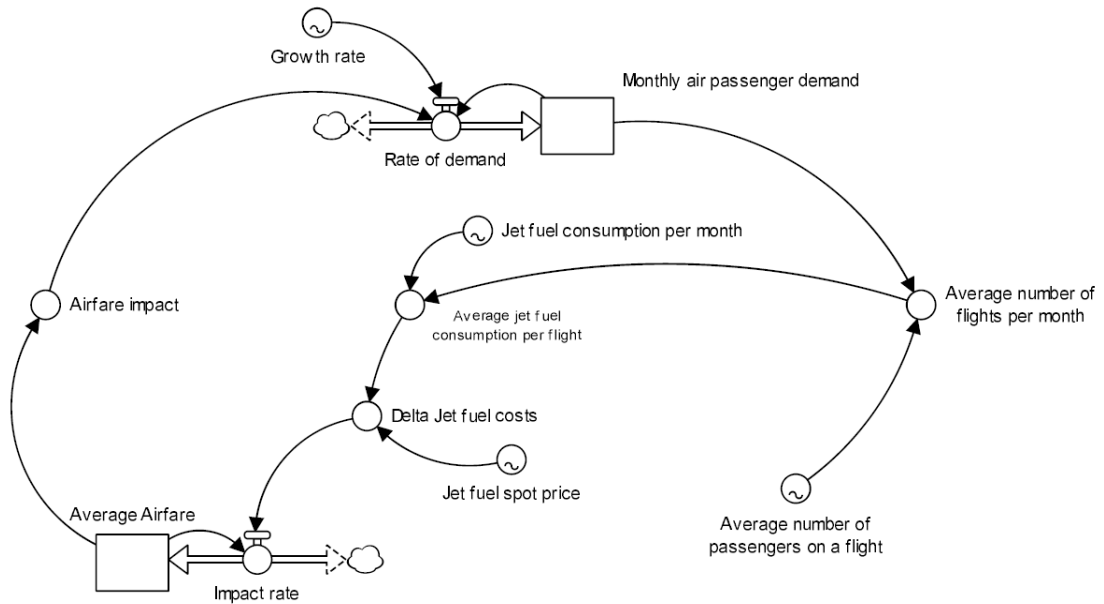 Growth rate
Monthly air passenger demand
Rate of demand
Jet fuel consumption per month
Airfare impact
Average jet fuel
consumption per flight
Average number of
flights per month
Delta Jet fuel costs
Jet fuel spot price
Average Airfare
Average number of
passengers on a flight
Impact rate